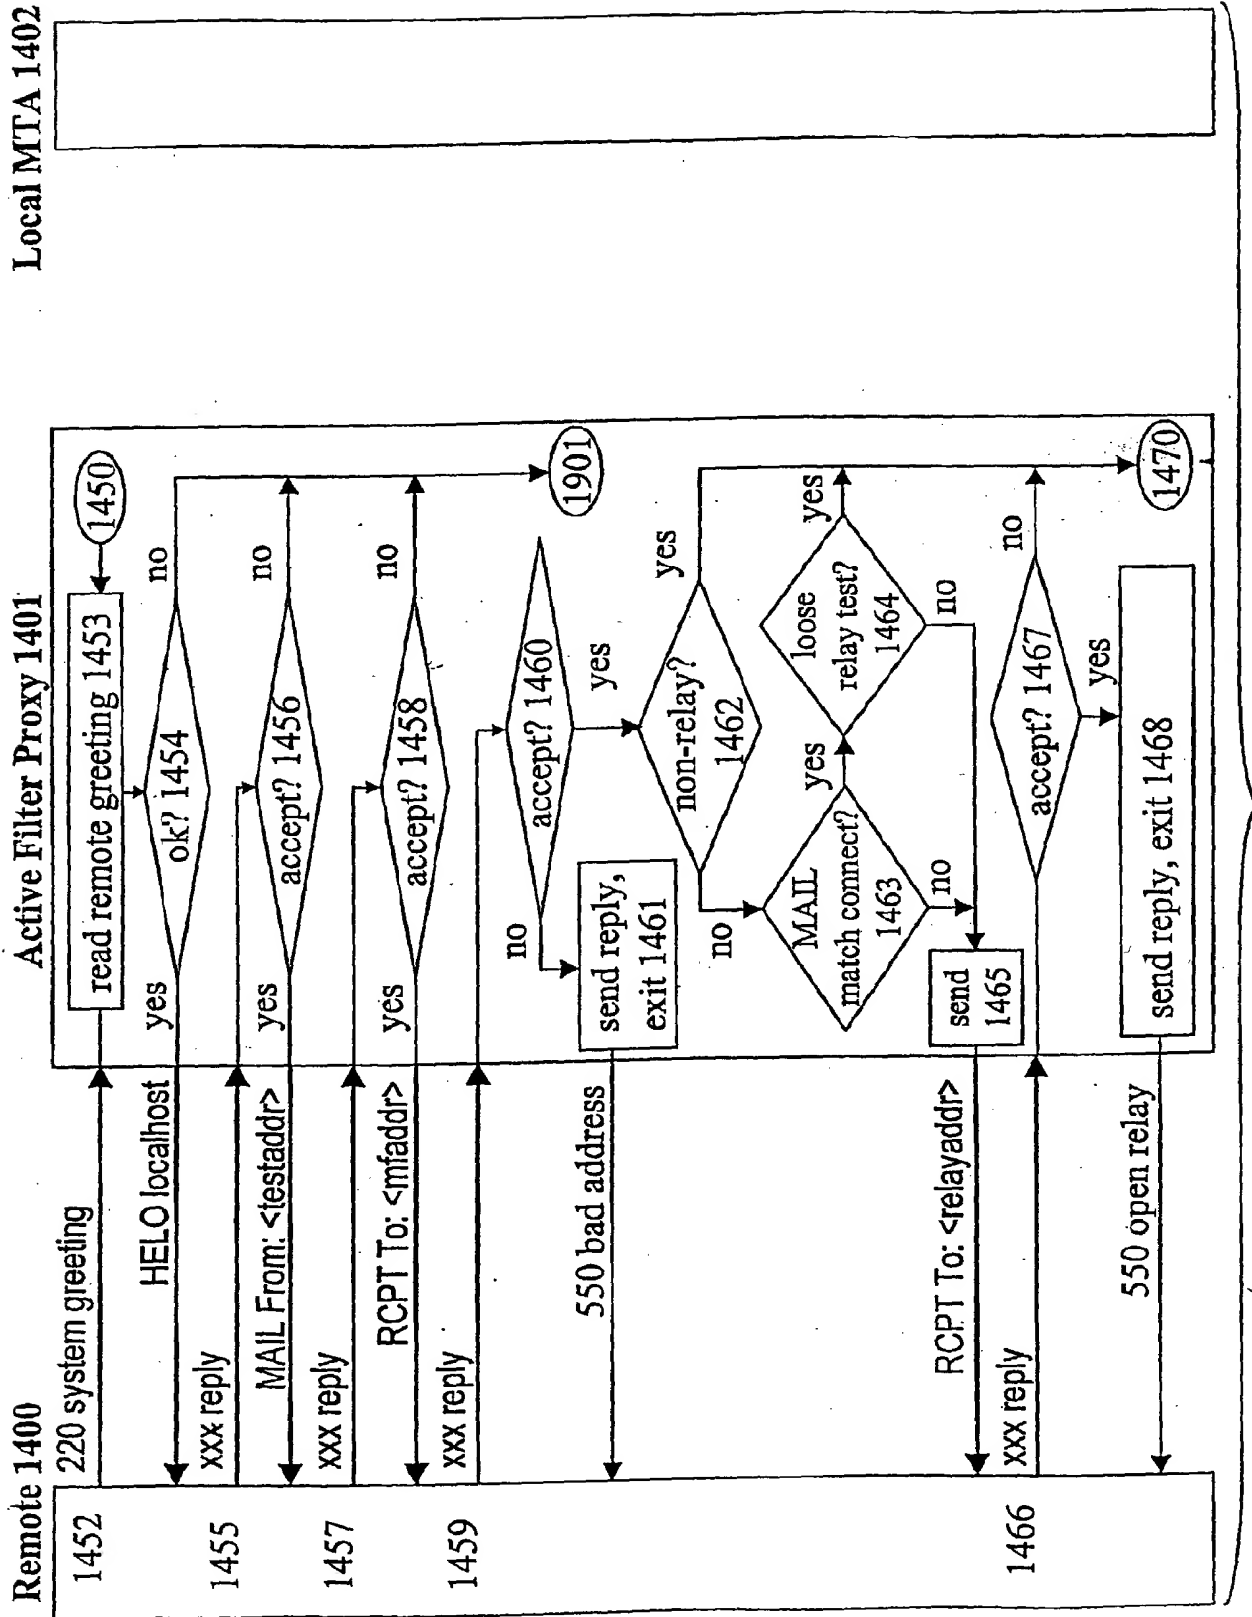 Remote 1400
Active Filter Proxy 1401
Local MTA 1402
1452
220 system greeting
read remote greeting 1453
1450
HELO localhost
yes
ok? 1454
no
1455
xxx reply
accept? 1456
no
MAIL From: <testaddr>
yes
1457
xxx reply
accept? 1458
no
RCPT To: <mfaddr>
yes
1459
xxx reply
accept? 1460
1901
no
yes
550 bad address
send reply,
exit 1461
non-relay?
1462
yes
no
MAIL
match connect?
1463
yes
no
loose
relay test?
1464
yes
no
RCPT To: <relayaddr>
send
1465
1466
xxx reply
accept? 1467
no
yes
1470
550 open relay
send reply, exit 1468